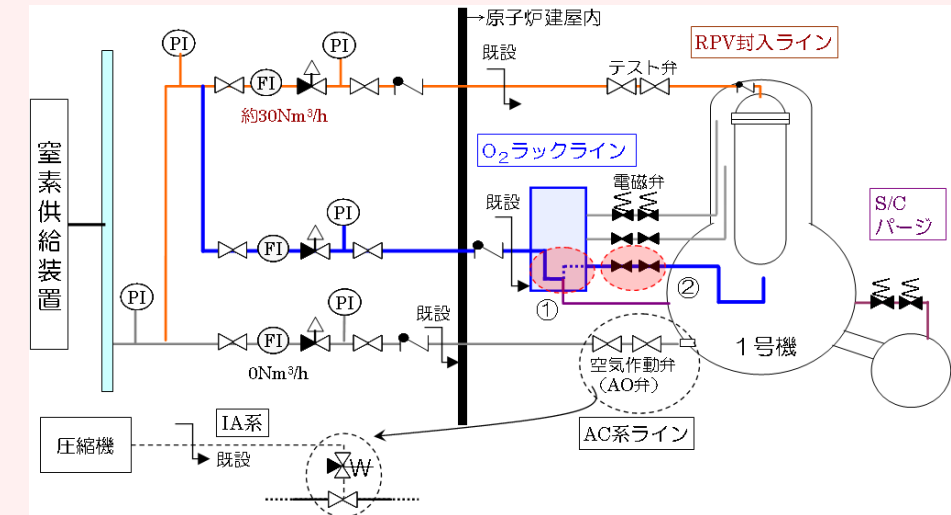 →原子炉建屋内
PI
PI
既設
RPV封入ライン
テスト弁
FI
約30Nm³/h
O₂ラックライン
窒素供給装置
電磁弁
S/C
パージ
PI
既設
FI
①
②
PI
PI
既設
FI
0Nm³/h
空気作動弁
（AO弁）
1号機
IA系
AC系ライン
圧縮機
既設
W